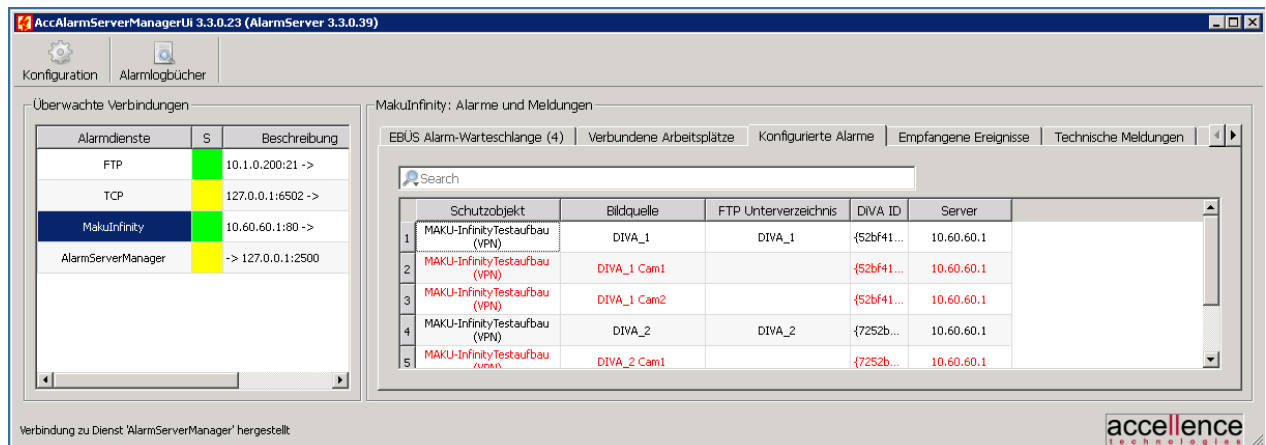 AccAlarmServerManagerUi 3.3.0.23 (AlarmServer 3.3.0.39)
Konfiguration Alarmlogbücher
Überwachte Verbindungen
Alarmdienste S Beschreibung
FTP 10.1.0.200:21 ->
TCP 127.0.0.1:6502 ->
MakuInfinity 10.60.60.1:80 ->
AlarmServerManager -> 127.0.0.1:2500
MakuInfinity: Alarme und Meldungen
EBÜS Alarm-Warteschlange (4) Verbundene Arbeitsplätze Konfigurierte Alarme Empfangene Ereignisse Technische Meldungen
Search
Schutzobjekt Bildquelle FTP Unterverzeichnis DiVA ID Server
1 MAKU-InfinityTestaufbau (VPN) DIVA_1 DIVA_1 {52bf41... 10.60.60.1
2 MAKU-InfinityTestaufbau (VPN) DIVA_1 Cam1 {52bf41... 10.60.60.1
3 MAKU-InfinityTestaufbau (VPN) DIVA_1 Cam2 {52bf41... 10.60.60.1
4 MAKU-InfinityTestaufbau (VPN) DIVA_2 DIVA_2 {7252b... 10.60.60.1
5 MAKU-InfinityTestaufbau (VPN) DIVA_2 Cam1 {7252b... 10.60.60.1
Verbindung zu Dienst 'AlarmServerManager' hergestellt
accellence
technologies